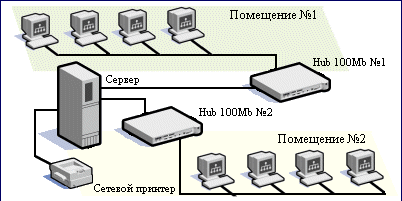 Помещение №1
Hub 100Mb №1
Сервер
Hub 100Mb №2
Помещение №2
Сетевой принтер